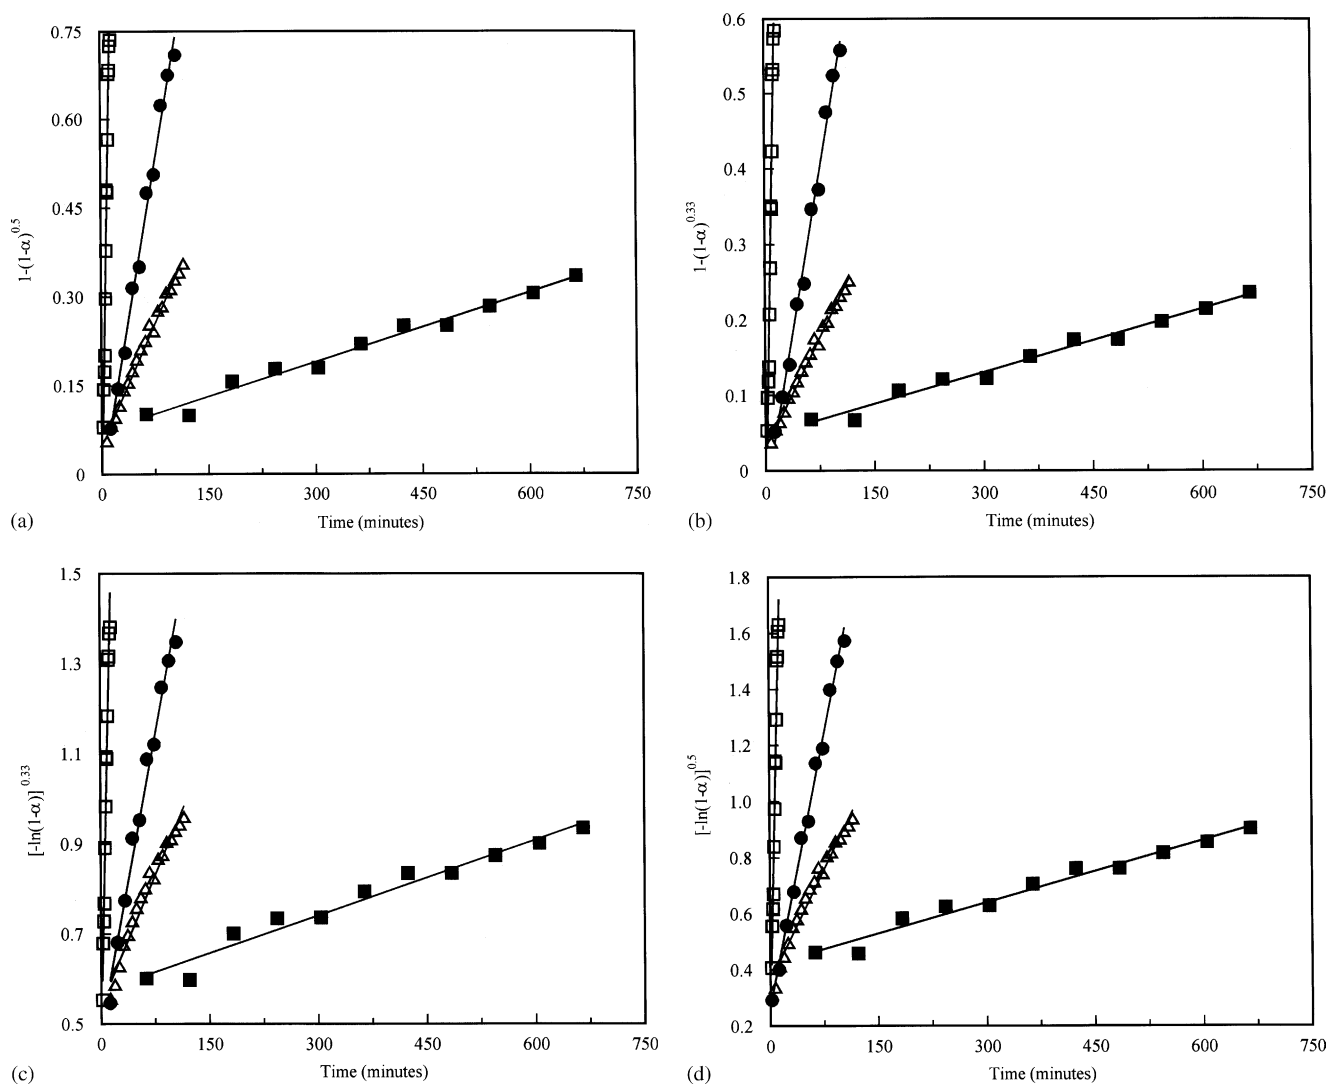 0.75
0.60
0.45
0.30
0.15
0
1-(1-α)^0.5
0 150 300 450 600 750
Time (minutes)
(a)
0.6
0.5
0.4
0.3
0.2
0.1
0
1-(1-α)^0.33
0 150 300 450 600 750
Time (minutes)
(b)
1.5
1.3
1.1
0.9
0.7
0.5
[-ln(1-α)]^0.33
0 150 300 450 600 750
Time (minutes)
(c)
1.8
1.6
1.4
1.2
1.0
0.8
0.6
0.4
0.2
[-ln(1-α)]^0.5
0 150 300 450 600 750
Time (minutes)
(d)